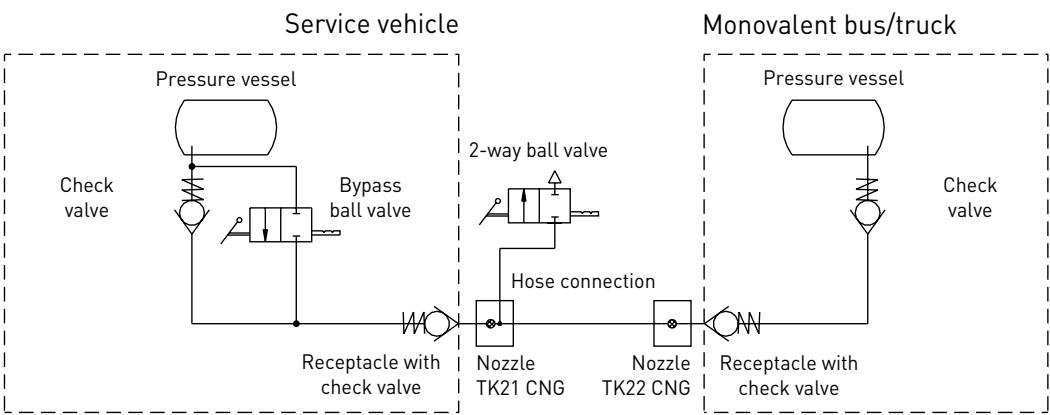 Service vehicle
Monovalent bus/truck
Pressure vessel
Pressure vessel
2-way ball valve
Check
valve
Bypass
ball valve
Check
valve
Hose connection
Receptacle with
check valve
Nozzle
TK21 CNG
Nozzle
TK22 CNG
Receptacle with
check valve